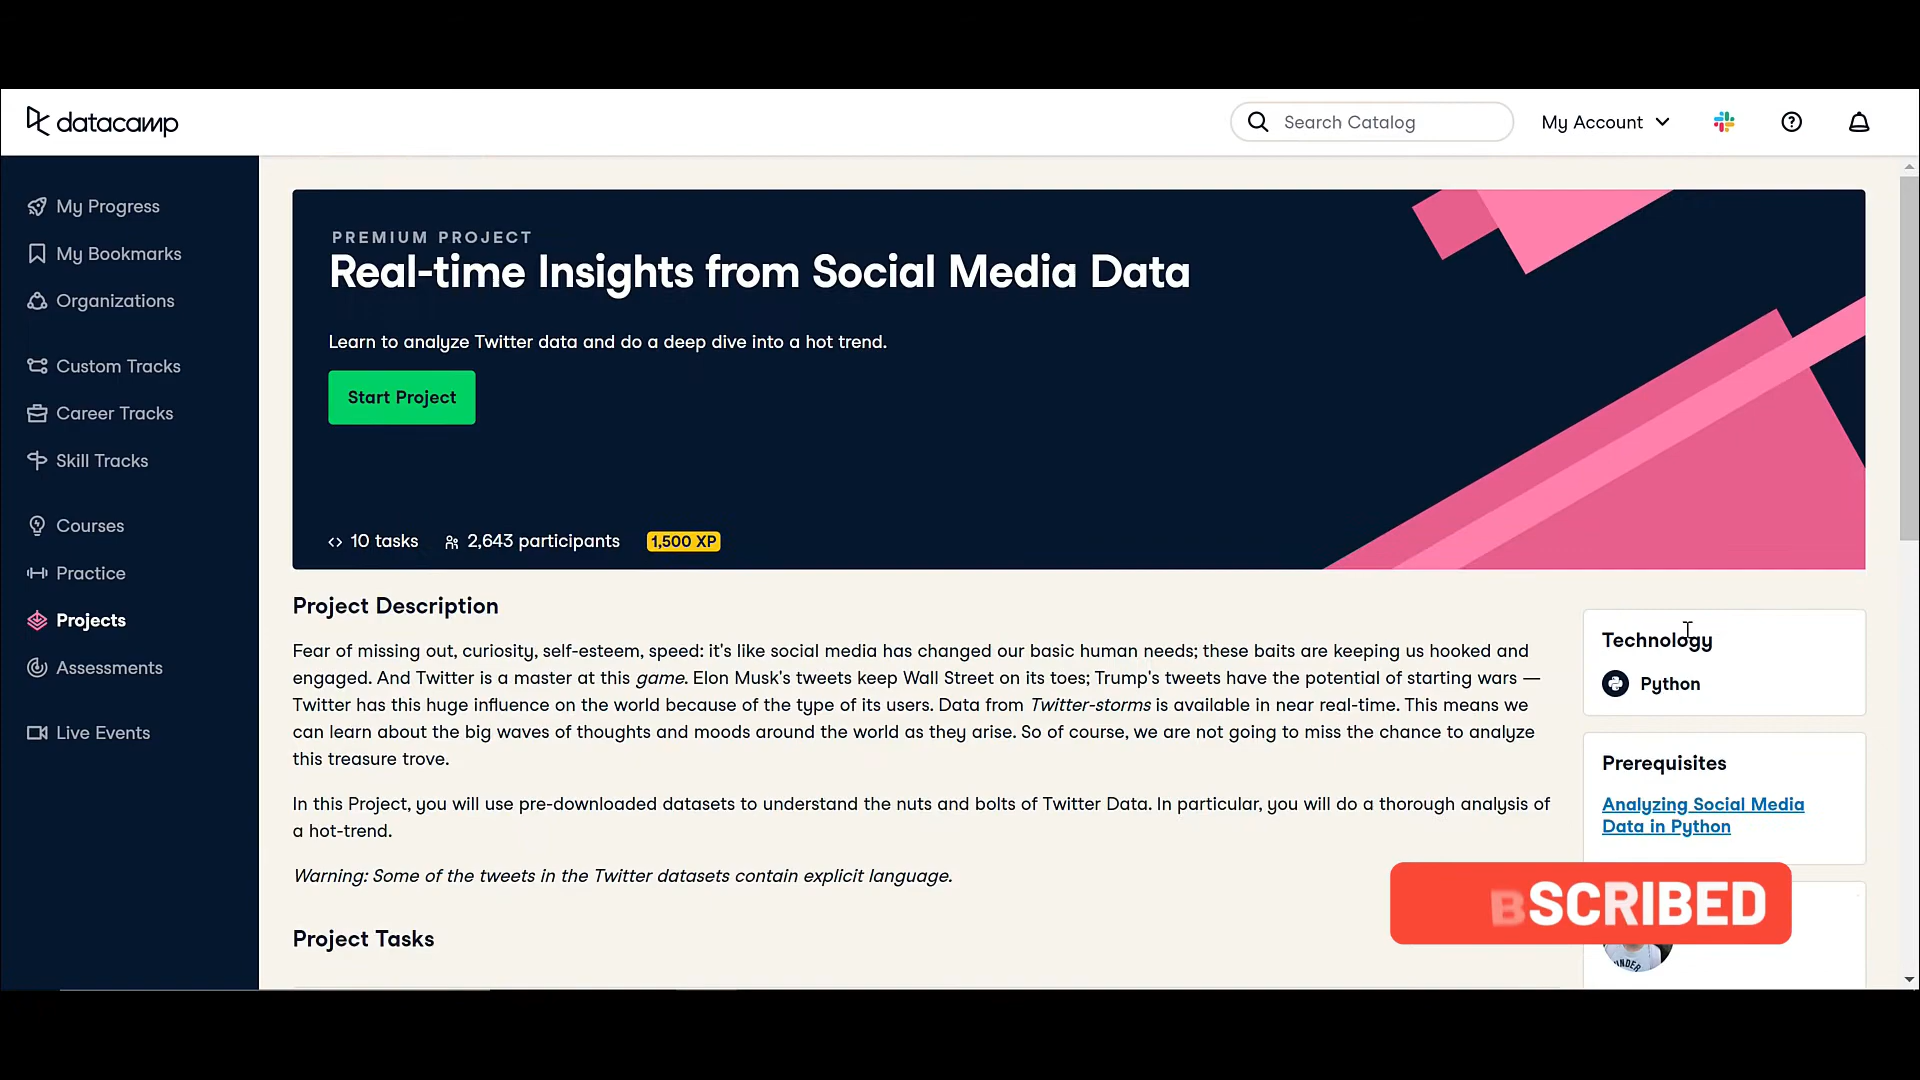 datacamp
Search Catalog
My Account
My Progress
My Bookmarks
Organizations
Custom Tracks
Career Tracks
Skill Tracks
Courses
Practice
Projects
Assessments
Live Events
PREMIUM PROJECT
Real-time Insights from Social Media Data
Learn to analyze Twitter data and do a deep dive into a hot trend.
Start Project
<> 10 tasks 2,643 participants 1,500 XP
Project Description
Fear of missing out, curiosity, self-esteem, speed: it's like social media has changed our basic human needs; these baits are keeping us hooked and
engaged. And Twitter is a master at this game. Elon Musk's tweets keep Wall Street on its toes; Trump's tweets have the potential of starting wars —
Twitter has this huge influence on the world because of the type of its users. Data from Twitter-storms is available in near real-time. This means we
can learn about the big waves of thoughts and moods around the world as they arise. So of course, we are not going to miss the chance to analyze
this treasure trove.
In this Project, you will use pre-downloaded datasets to understand the nuts and bolts of Twitter Data. In particular, you will do a thorough analysis of
a hot-trend.
Warning: Some of the tweets in the Twitter datasets contain explicit language.
Project Tasks
Technology
Python
Prerequisites
Analyzing Social Media
Data in Python
BSCRIBED